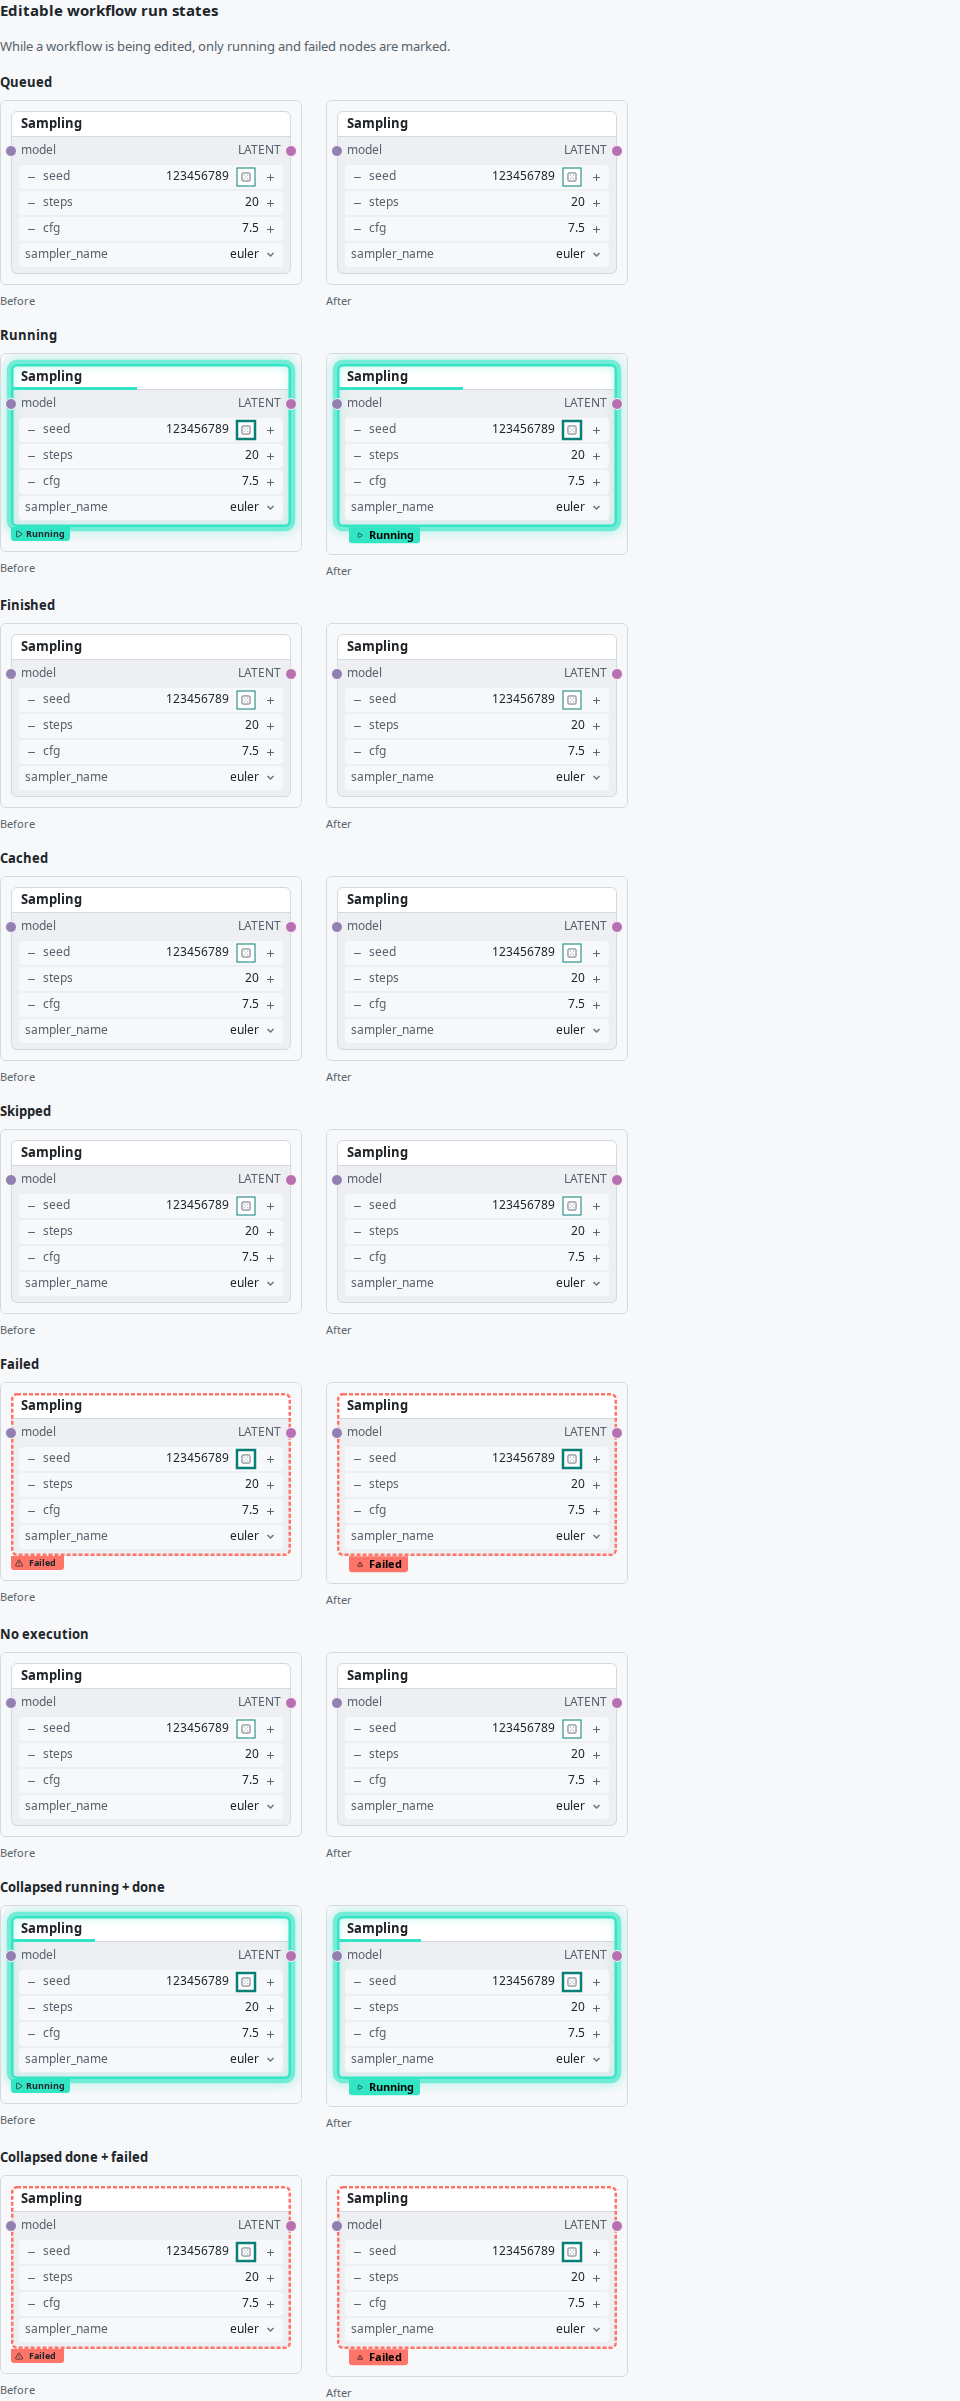 Editable workflow run states
While a workflow is being edited, only running and failed nodes are marked.
Queued
Sampling Sampling
model LATENT model LATENT
– seed 123456789 + – seed 123456789 +
– steps 20 + – steps 20 +
– cfg 7.5 + – cfg 7.5 +
sampler_name euler sampler_name euler
Before After
Running
Sampling Sampling
model LATENT model LATENT
– seed 123456789 + – seed 123456789 +
– steps 20 + – steps 20 +
– cfg 7.5 + – cfg 7.5 +
sampler_name euler sampler_name euler
Running Running
Before After
Finished
Sampling Sampling
model LATENT model LATENT
– seed 123456789 + – seed 123456789 +
– steps 20 + – steps 20 +
– cfg 7.5 + – cfg 7.5 +
sampler_name euler sampler_name euler
Before After
Cached
Sampling Sampling
model LATENT model LATENT
– seed 123456789 + – seed 123456789 +
– steps 20 + – steps 20 +
– cfg 7.5 + – cfg 7.5 +
sampler_name euler sampler_name euler
Before After
Skipped
Sampling Sampling
model LATENT model LATENT
– seed 123456789 + – seed 123456789 +
– steps 20 + – steps 20 +
– cfg 7.5 + – cfg 7.5 +
sampler_name euler sampler_name euler
Before After
Failed
Sampling Sampling
model LATENT model LATENT
– seed 123456789 + – seed 123456789 +
– steps 20 + – steps 20 +
– cfg 7.5 + – cfg 7.5 +
sampler_name euler sampler_name euler
Failed Failed
Before After
No execution
Sampling Sampling
model LATENT model LATENT
– seed 123456789 + – seed 123456789 +
– steps 20 + – steps 20 +
– cfg 7.5 + – cfg 7.5 +
sampler_name euler sampler_name euler
Before After
Collapsed running + done
Sampling Sampling
model LATENT model LATENT
– seed 123456789 + – seed 123456789 +
– steps 20 + – steps 20 +
– cfg 7.5 + – cfg 7.5 +
sampler_name euler sampler_name euler
Running Running
Before After
Collapsed done + failed
Sampling Sampling
model LATENT model LATENT
– seed 123456789 + – seed 123456789 +
– steps 20 + – steps 20 +
– cfg 7.5 + – cfg 7.5 +
sampler_name euler sampler_name euler
Failed Failed
Before After